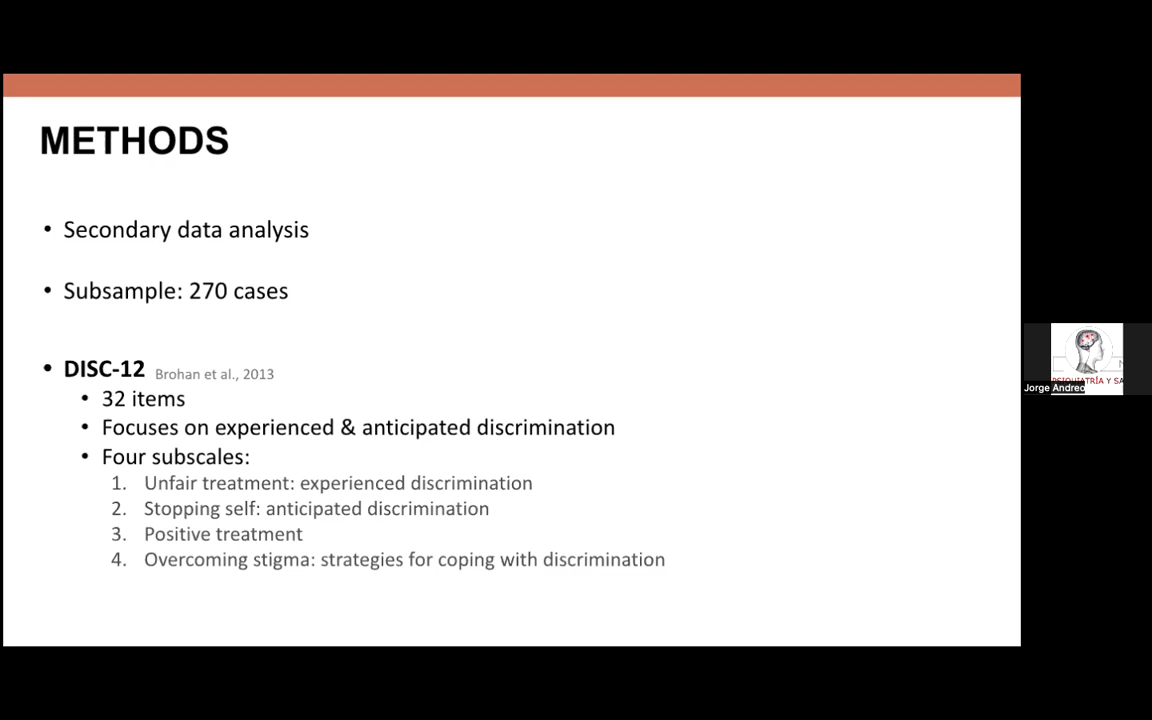 METHODS
• Secondary data analysis
• Subsample: 270 cases
• DISC-12 Brohan et al., 2013
• 32 items
• Focuses on experienced & anticipated discrimination
• Four subscales:
1. Unfair treatment: experienced discrimination
2. Stopping self: anticipated discrimination
3. Positive treatment
4. Overcoming stigma: strategies for coping with discrimination
PSIQUIATRÍA Y SA
Jorge Andreo